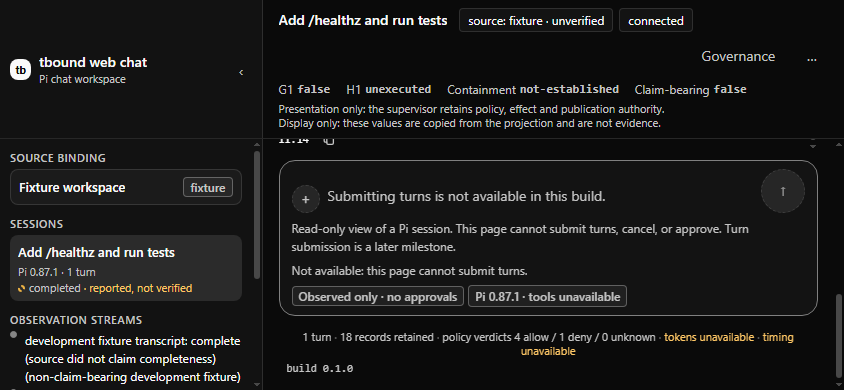 tb
tbound web chat
Pi chat workspace
‹
SOURCE BINDING
Fixture workspace
fixture
SESSIONS
Add /healthz and run tests
Pi 0.87.1 · 1 turn
completed · reported, not verified
OBSERVATION STREAMS
development fixture transcript: complete
(source did not claim completeness)
(non-claim-bearing development fixture)
Add /healthz and run tests
source: fixture · unverified
connected
Governance
...
G1 false H1 unexecuted Containment not-established Claim-bearing false
Presentation only: the supervisor retains policy, effect and publication authority.
Display only: these values are copied from the projection and are not evidence.
+
Submitting turns is not available in this build.
↑
Read-only view of a Pi session. This page cannot submit turns, cancel, or approve. Turn
submission is a later milestone.
Not available: this page cannot submit turns.
Observed only · no approvals
Pi 0.87.1 · tools unavailable
1 turn · 18 records retained · policy verdicts 4 allow / 1 deny / 0 unknown · tokens unavailable · timing
unavailable
build 0.1.0